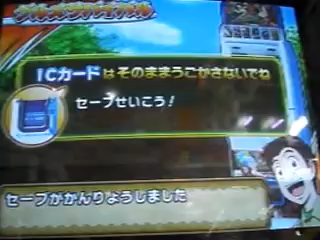 ICカードはそのままうごかさないでね
セーブせいこう！
セーブがかんりょうしました